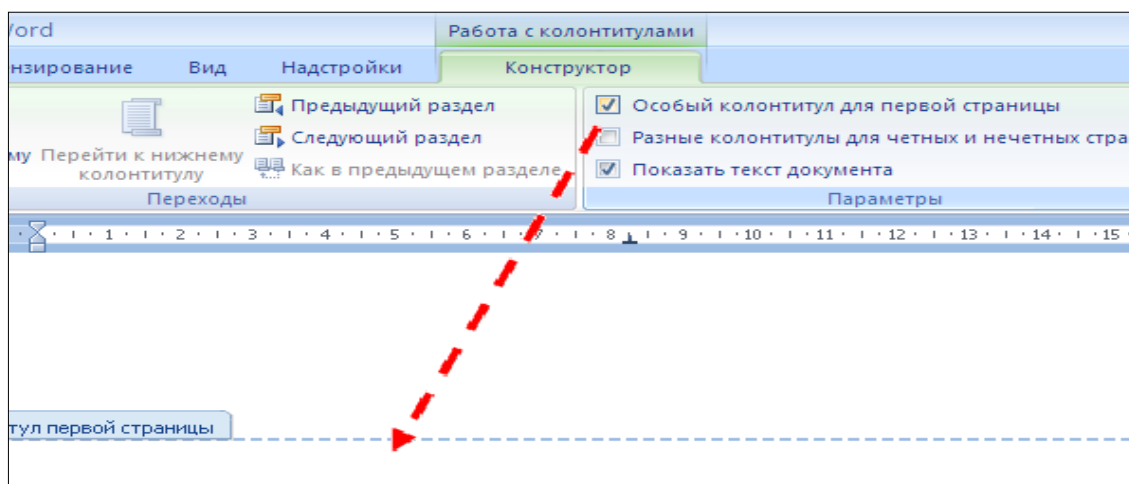 Word Работа с колонтитулами
нзирование Вид Надстройки Конструктор
Предыдущий раздел
Следующий раздел
Как в предыдущем разделе
му Перейти к нижнему
колонтитулу
Переходы
Особый колонтитул для первой страницы
Разные колонтитулы для четных и нечетных стра
Показать текст документа
Параметры
1 2 3 4 5 6 7 8 9 10 11 12 13 14 15
тул первой страницы